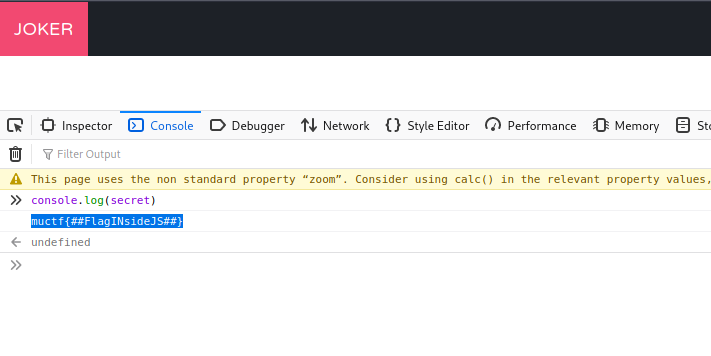 JOKER
Inspector Console Debugger Network Style Editor Performance Memory Sto
Filter Output
This page uses the non standard property “zoom”. Consider using calc() in the relevant property values,
console.log(secret)
muctf{##FlagINsideJS##}
undefined